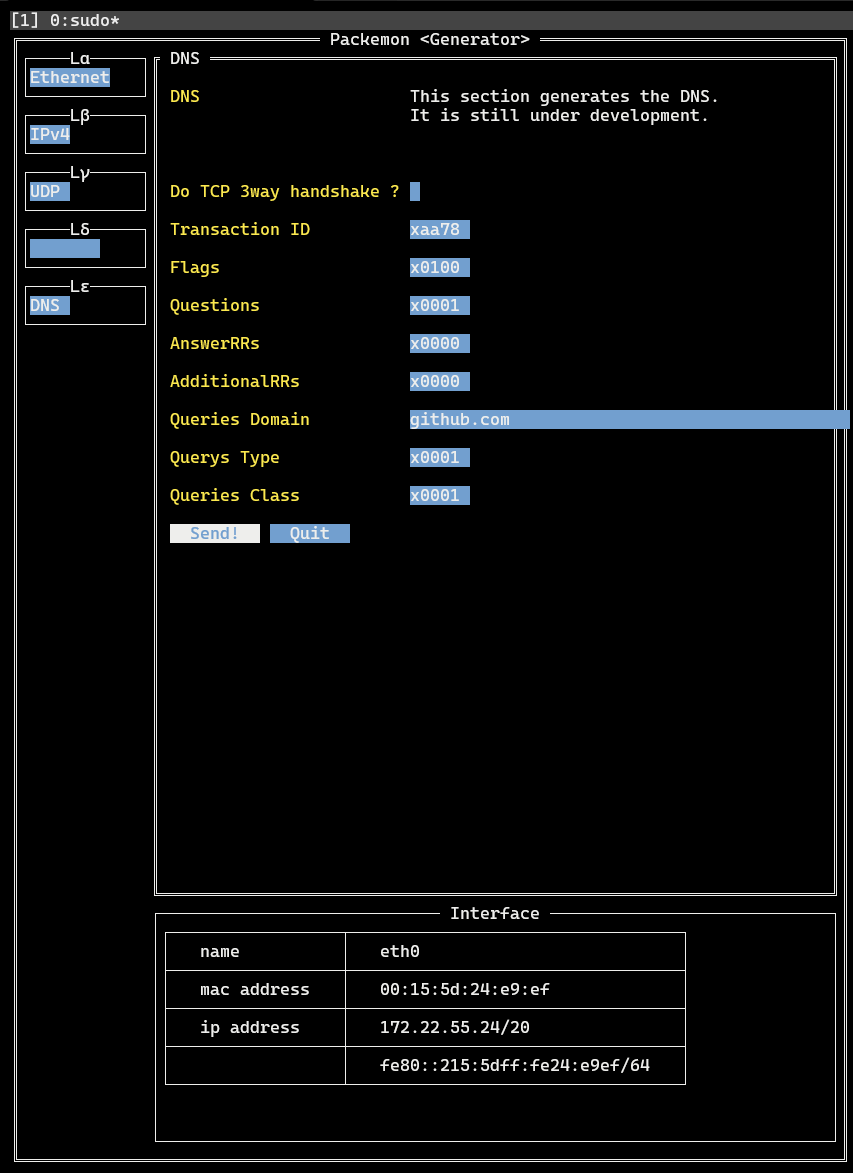 [1] 0:sudo*
Packemon <Generator>
Lα
Ethernet
Lβ
IPv4
Lγ
UDP
Lδ
Lε
DNS
DNS
DNS This section generates the DNS.
It is still under development.
Do TCP 3way handshake ?
Transaction ID xaa78
Flags x0100
Questions x0001
AnswerRRs x0000
AdditionalRRs x0000
Queries Domain github.com
Querys Type x0001
Queries Class x0001
Send! Quit
Interface
name eth0
mac address 00:15:5d:24:e9:ef
ip address 172.22.55.24/20
fe80::215:5dff:fe24:e9ef/64